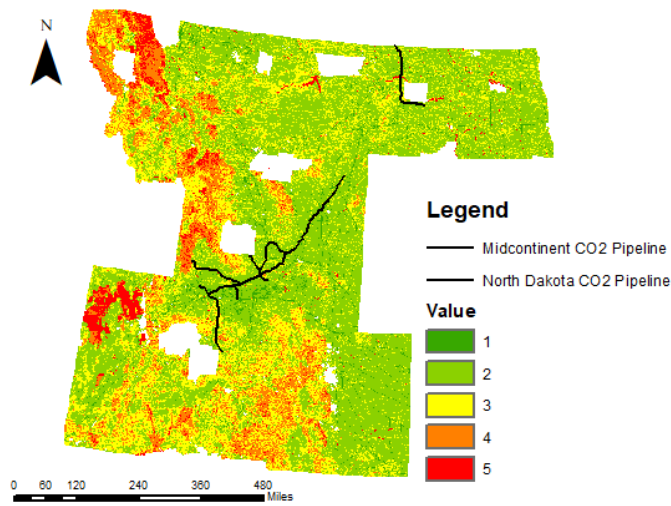 N
Legend
Midcontinent CO2 Pipeline
North Dakota CO2 Pipeline
Value
1
2
3
4
5
0 60 120 240 360 480
Miles